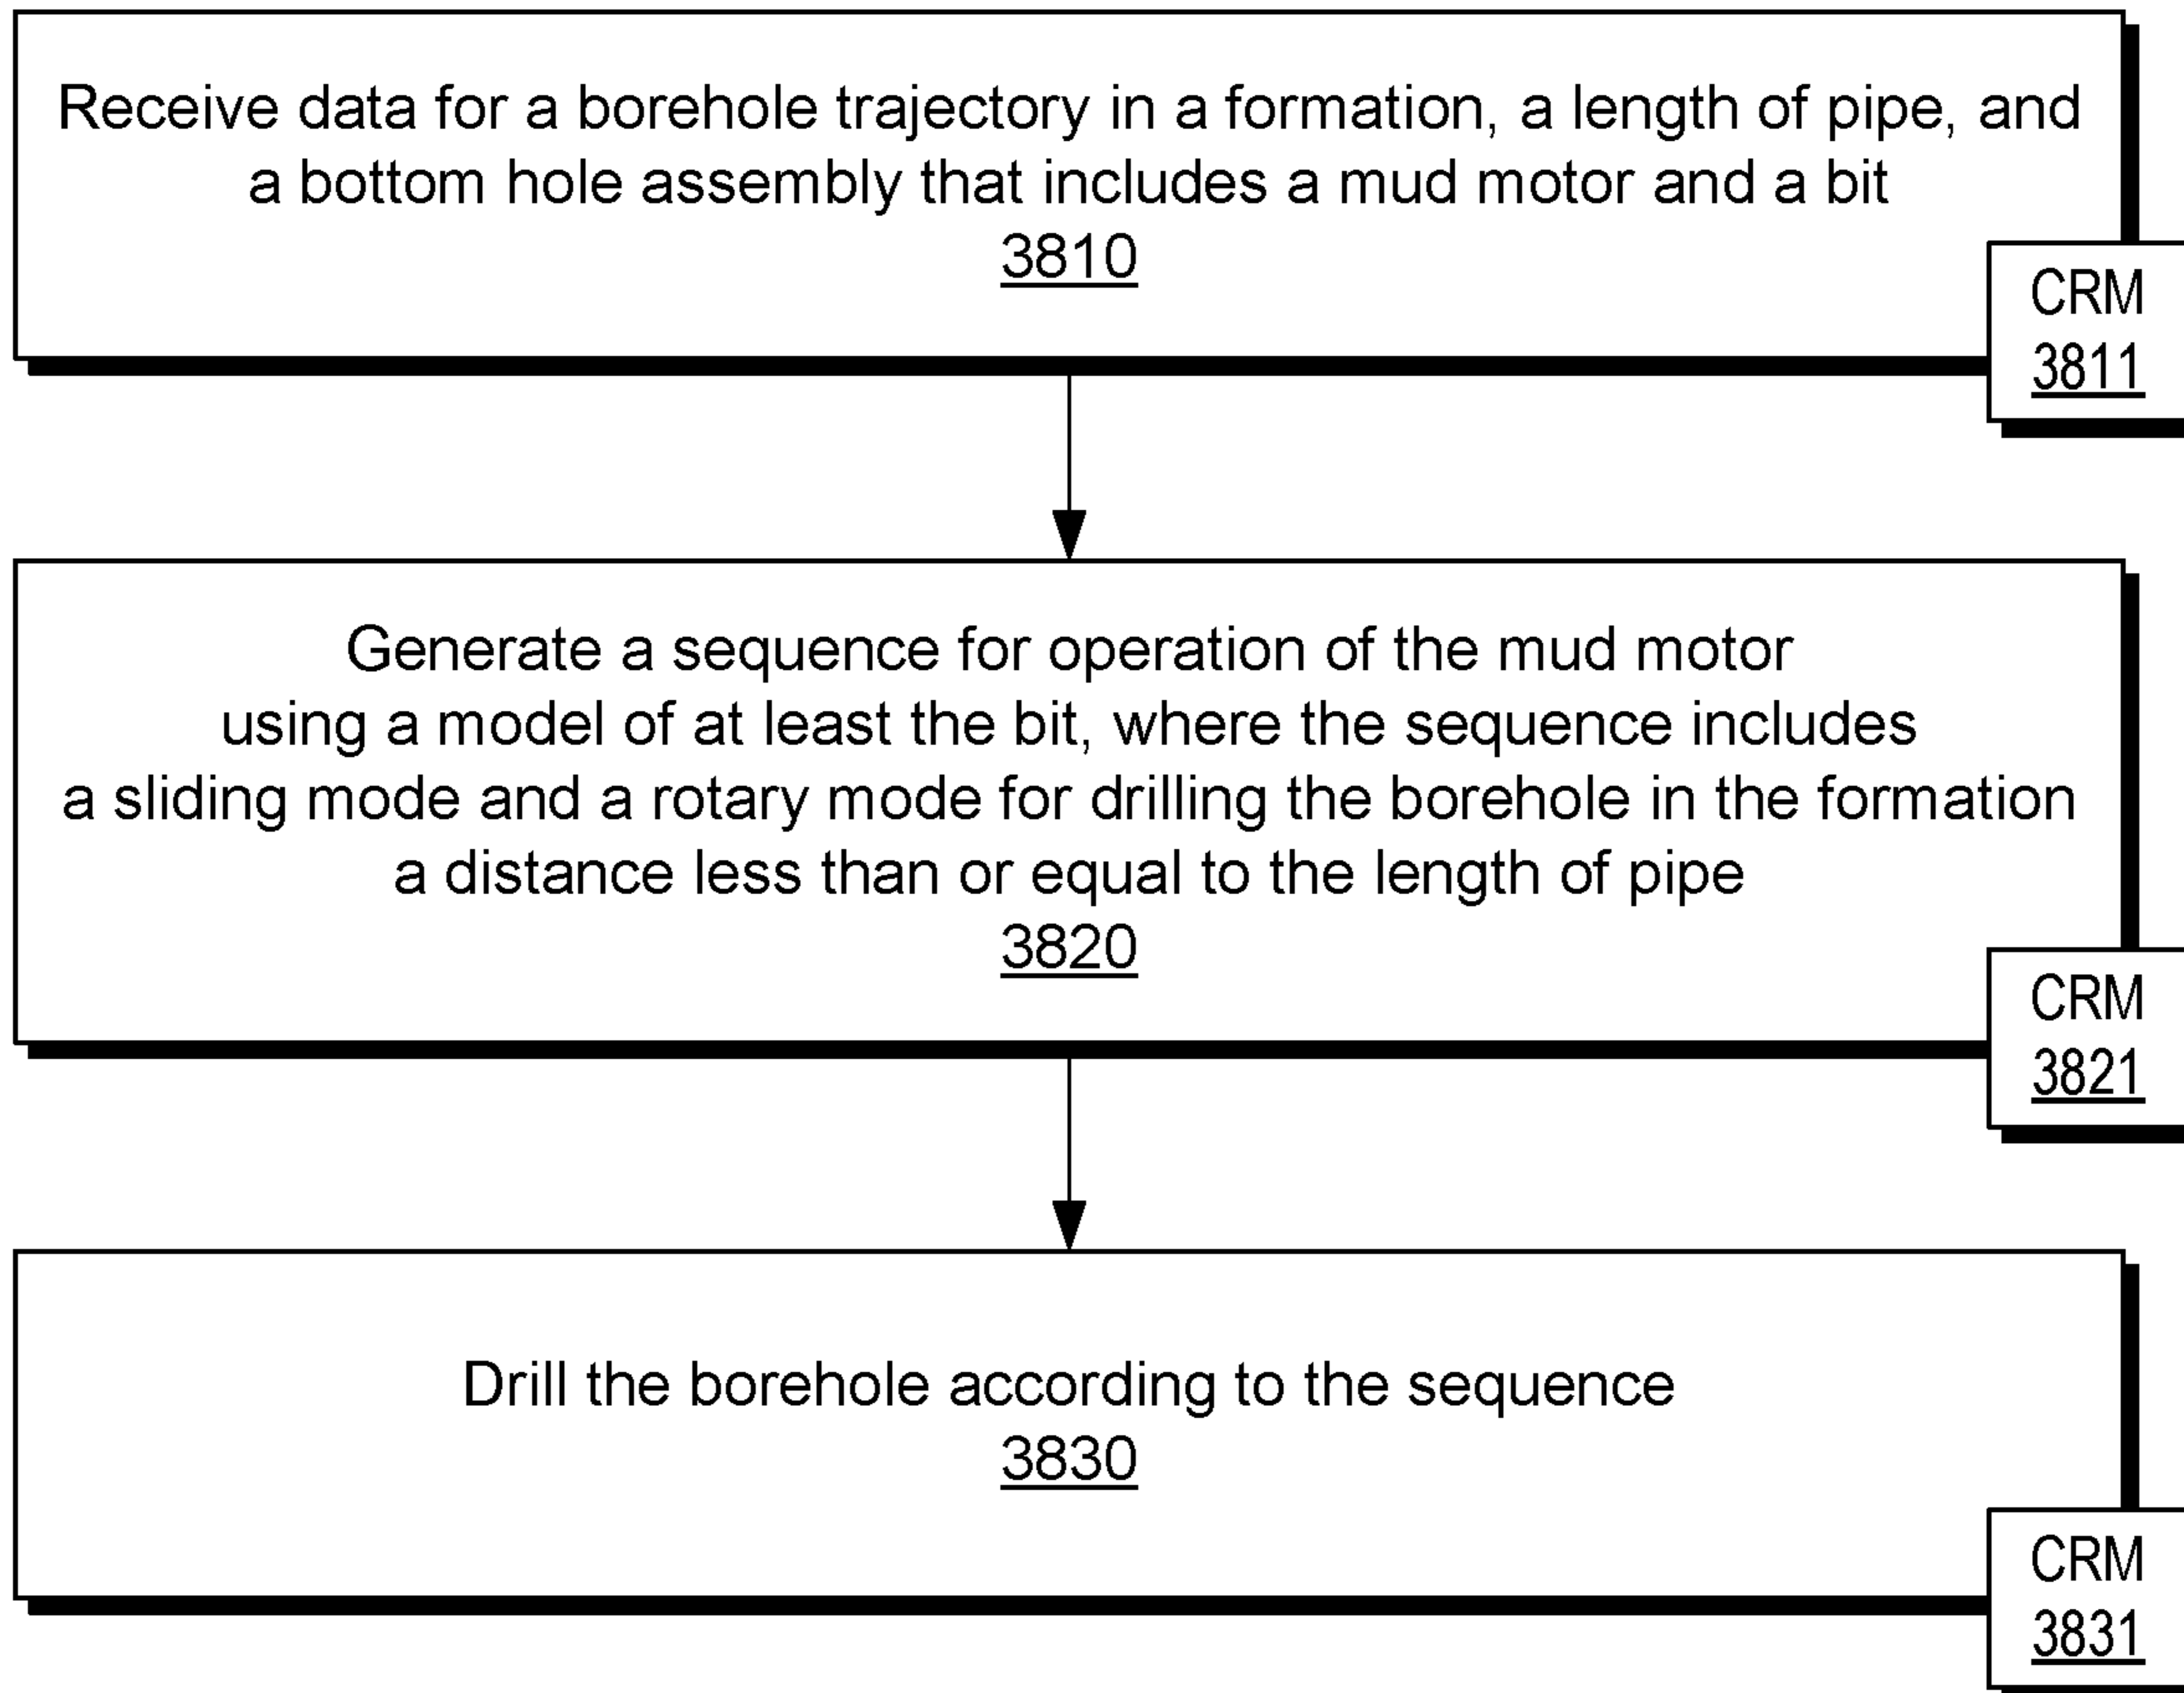 Receive data for a borehole trajectory in a formation, a length of pipe, and
a bottom hole assembly that includes a mud motor and a bit
3810
CRM
3811
Generate a sequence for operation of the mud motor
using a model of at least the bit, where the sequence includes
a sliding mode and a rotary mode for drilling the borehole in the formation
a distance less than or equal to the length of pipe
3820
CRM
3821
Drill the borehole according to the sequence
3830
CRM
3831